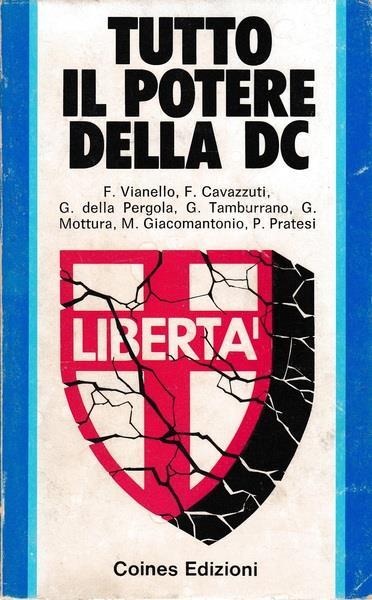 TUTTO
IL POTERE
DELLA DC
F. Vianello, F. Cavazzuti,
G. della Pergola, G. Tamburrano, G.
Mottura, M. Giacomantonio, P. Pratesi
LIBERTA'
Coines Edizioni